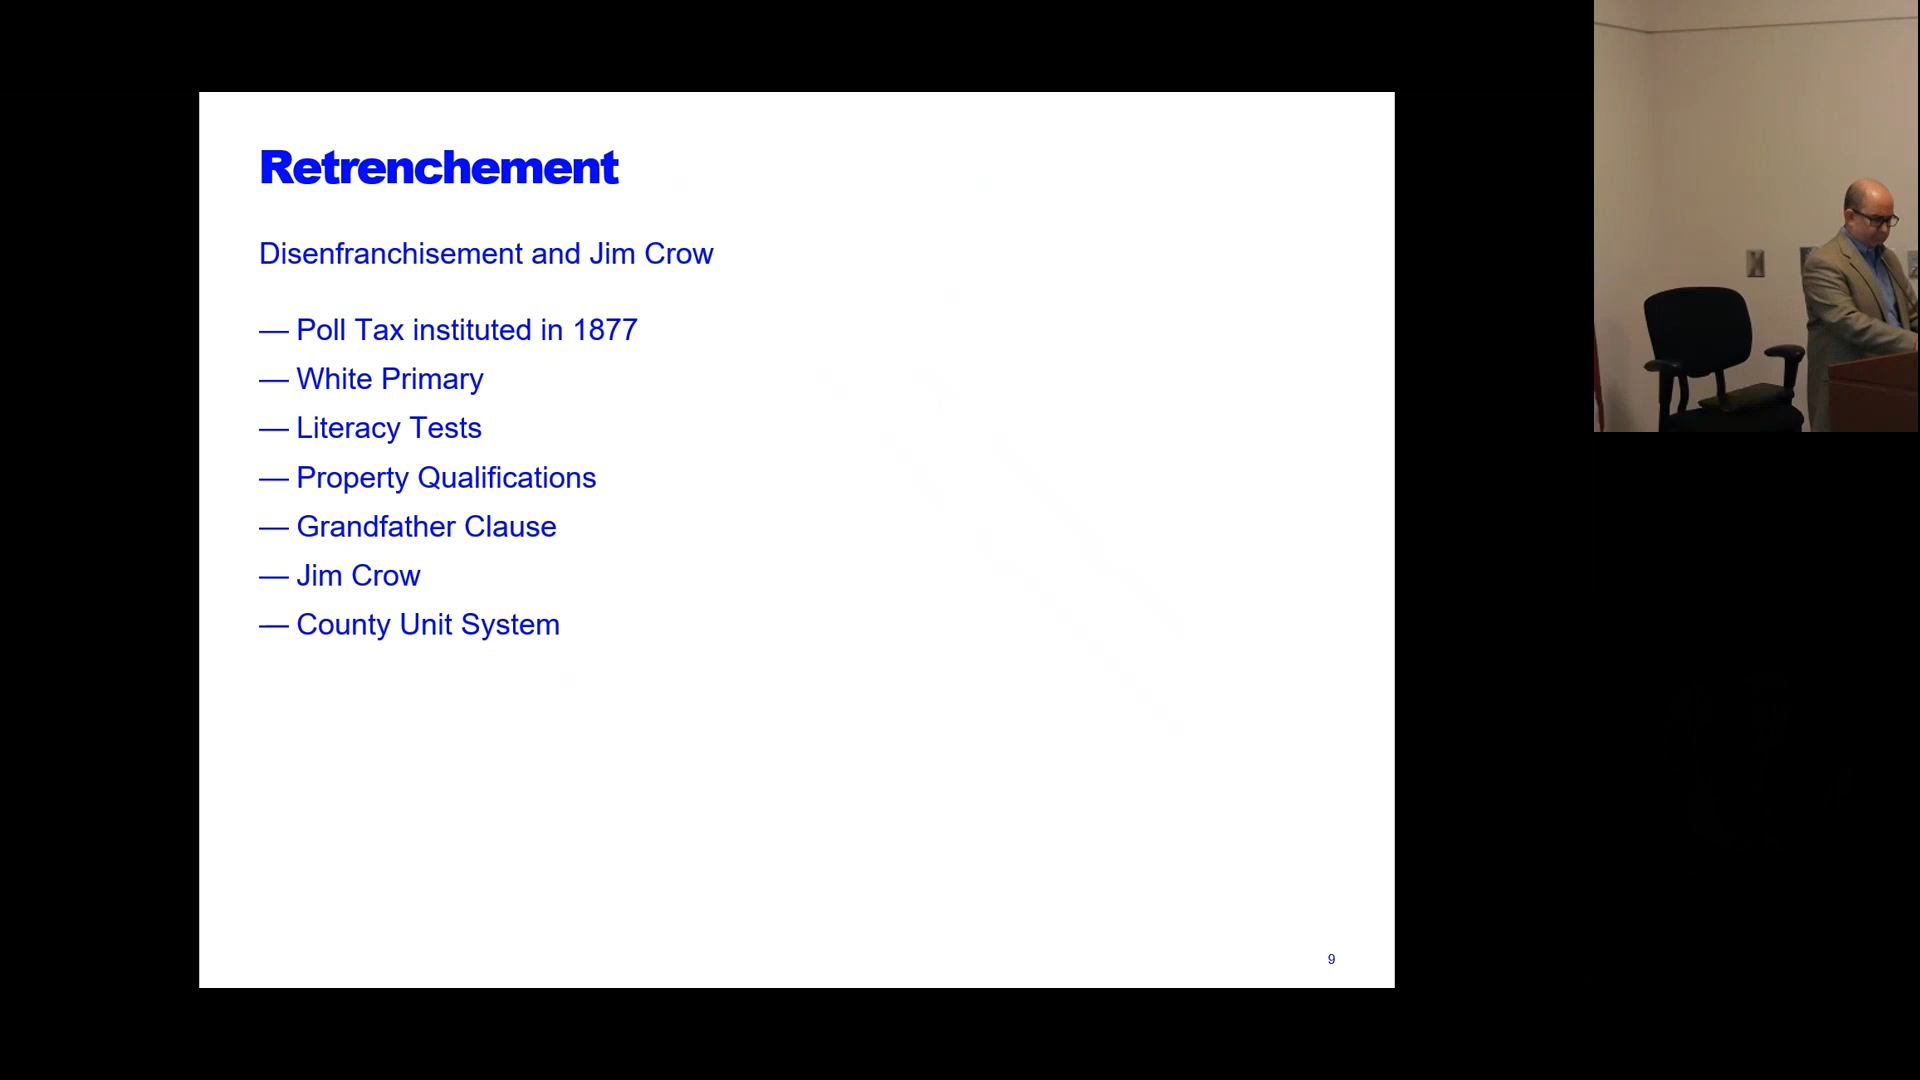 Retrenchement
Disenfranchisement and Jim Crow
— Poll Tax instituted in 1877
— White Primary
— Literacy Tests
— Property Qualifications
— Grandfather Clause
— Jim Crow
— County Unit System
9